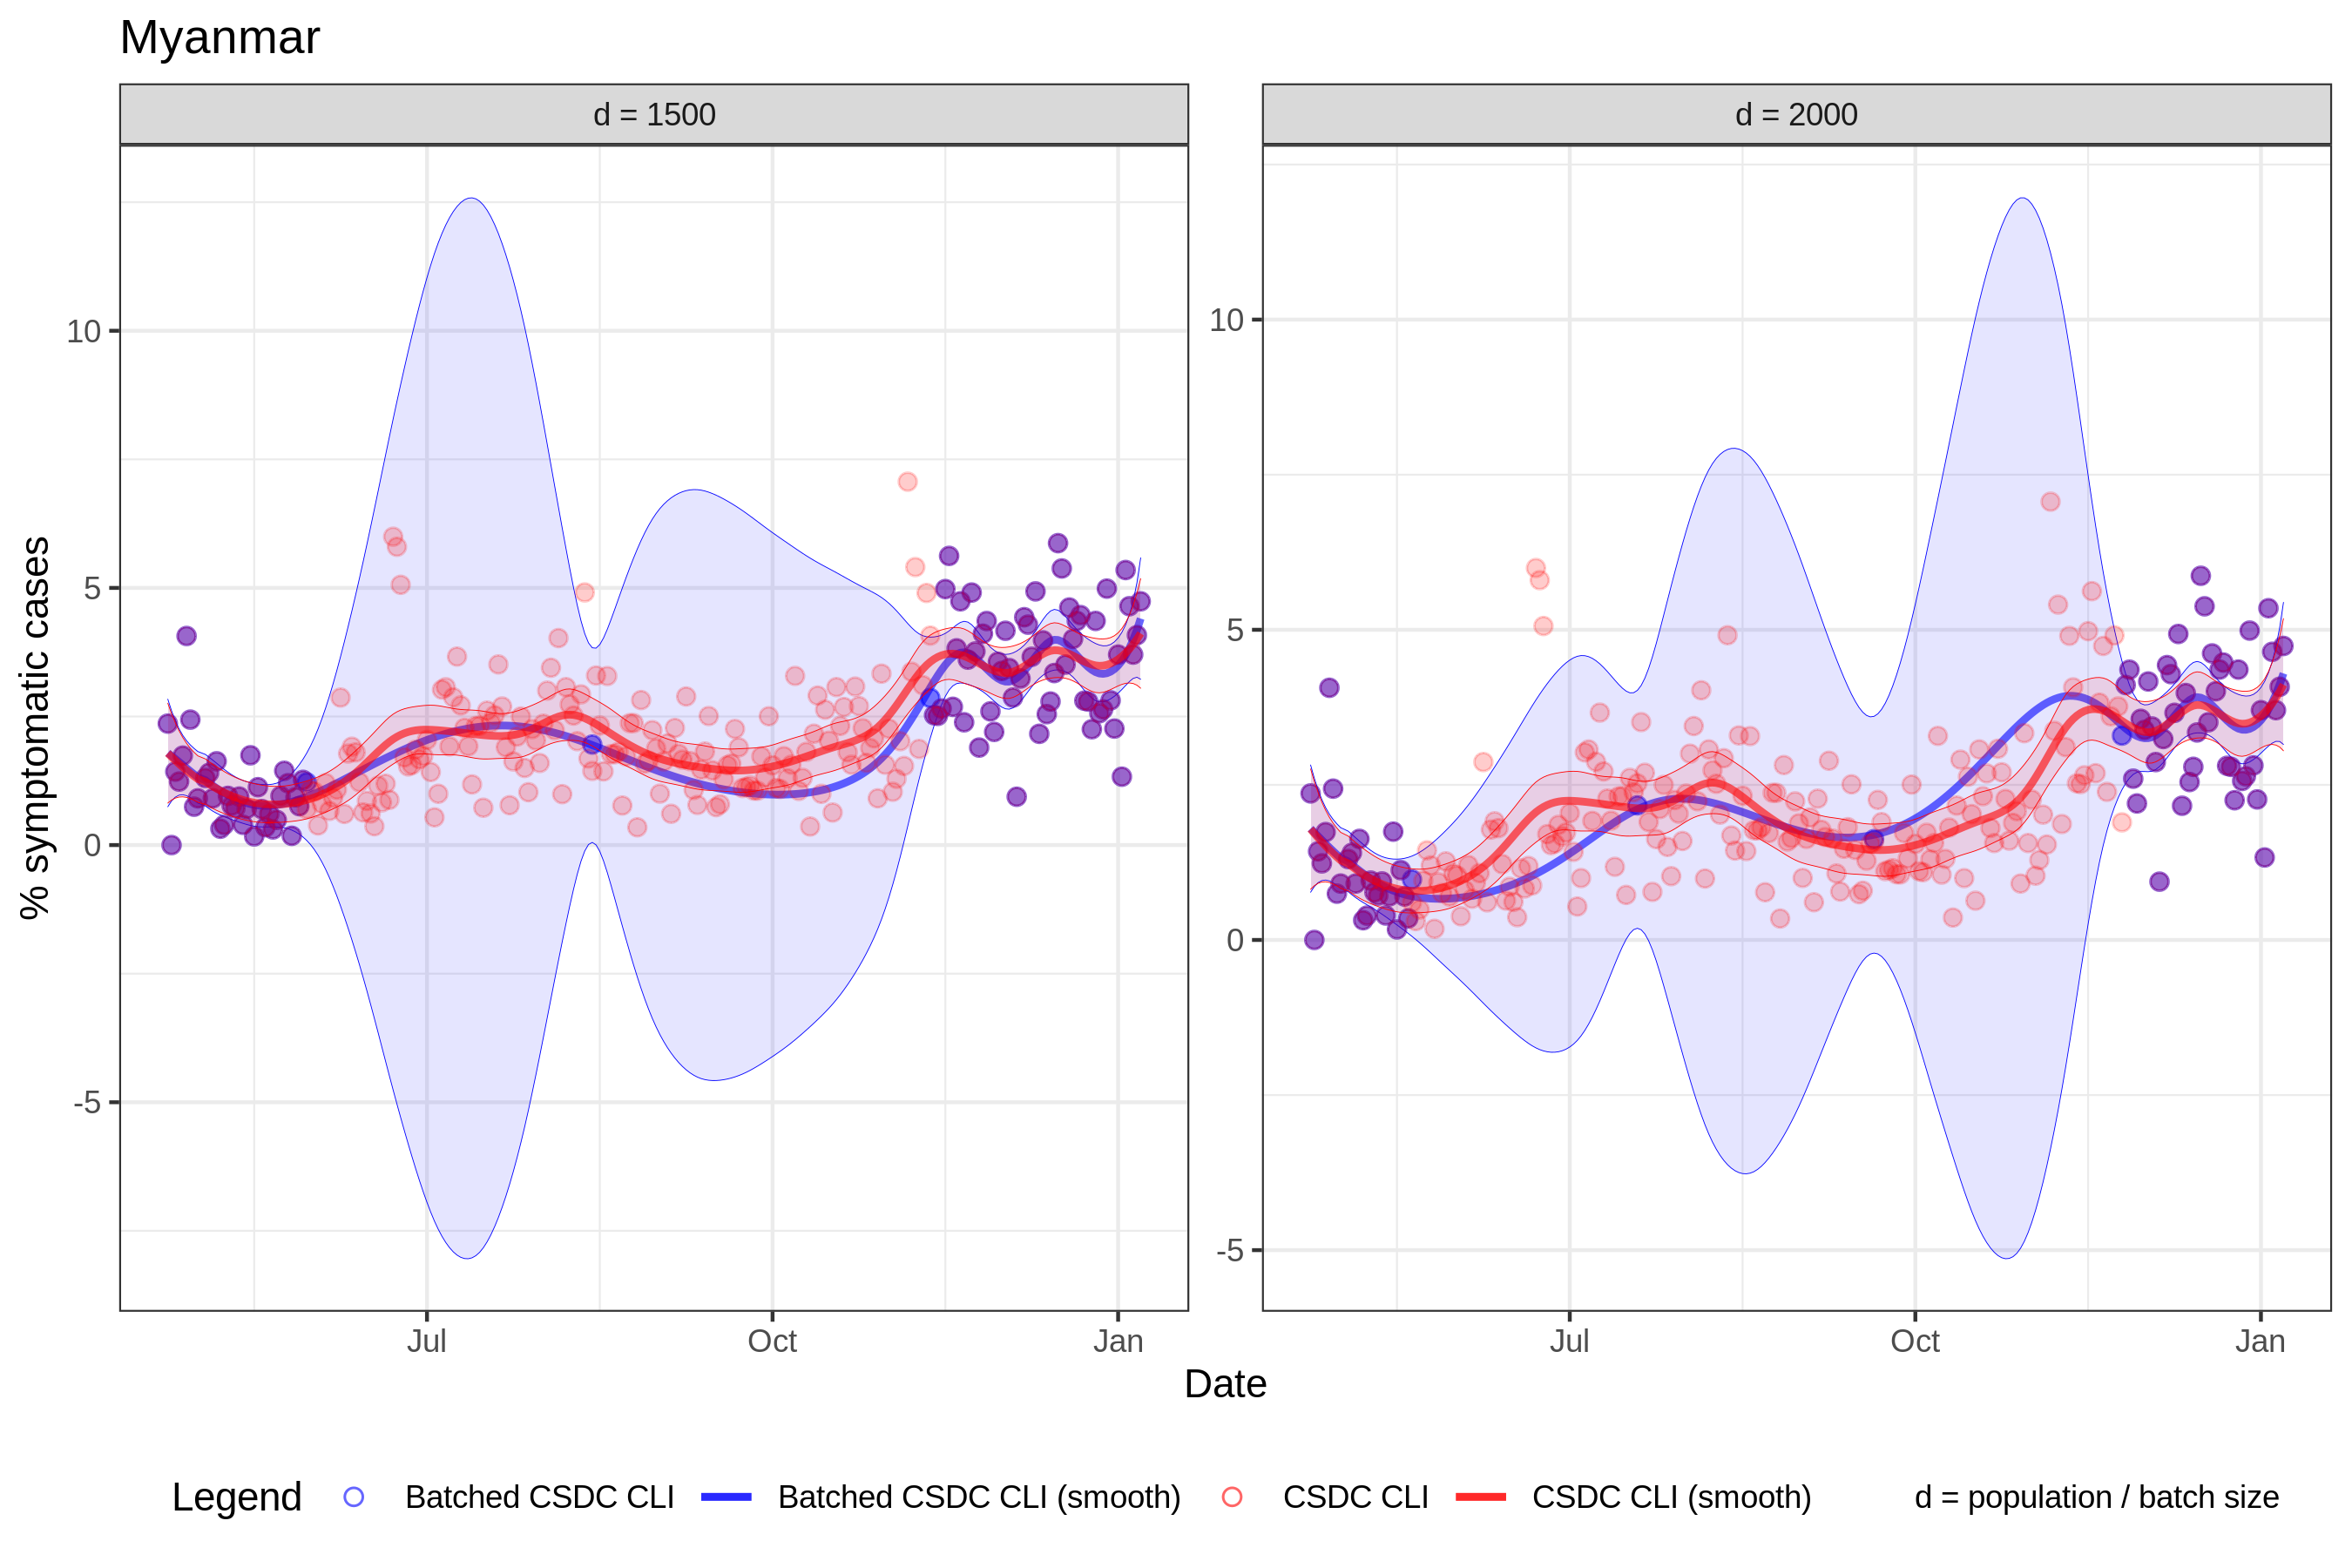 Myanmar
d = 1500
d = 2000
% symptomatic cases
10
5
0
-5
10
5
0
-5
Jul
Oct
Jan
Jul
Oct
Jan
Date
Legend
Batched CSDC CLI
Batched CSDC CLI (smooth)
CSDC CLI
CSDC CLI (smooth)
d = population / batch size